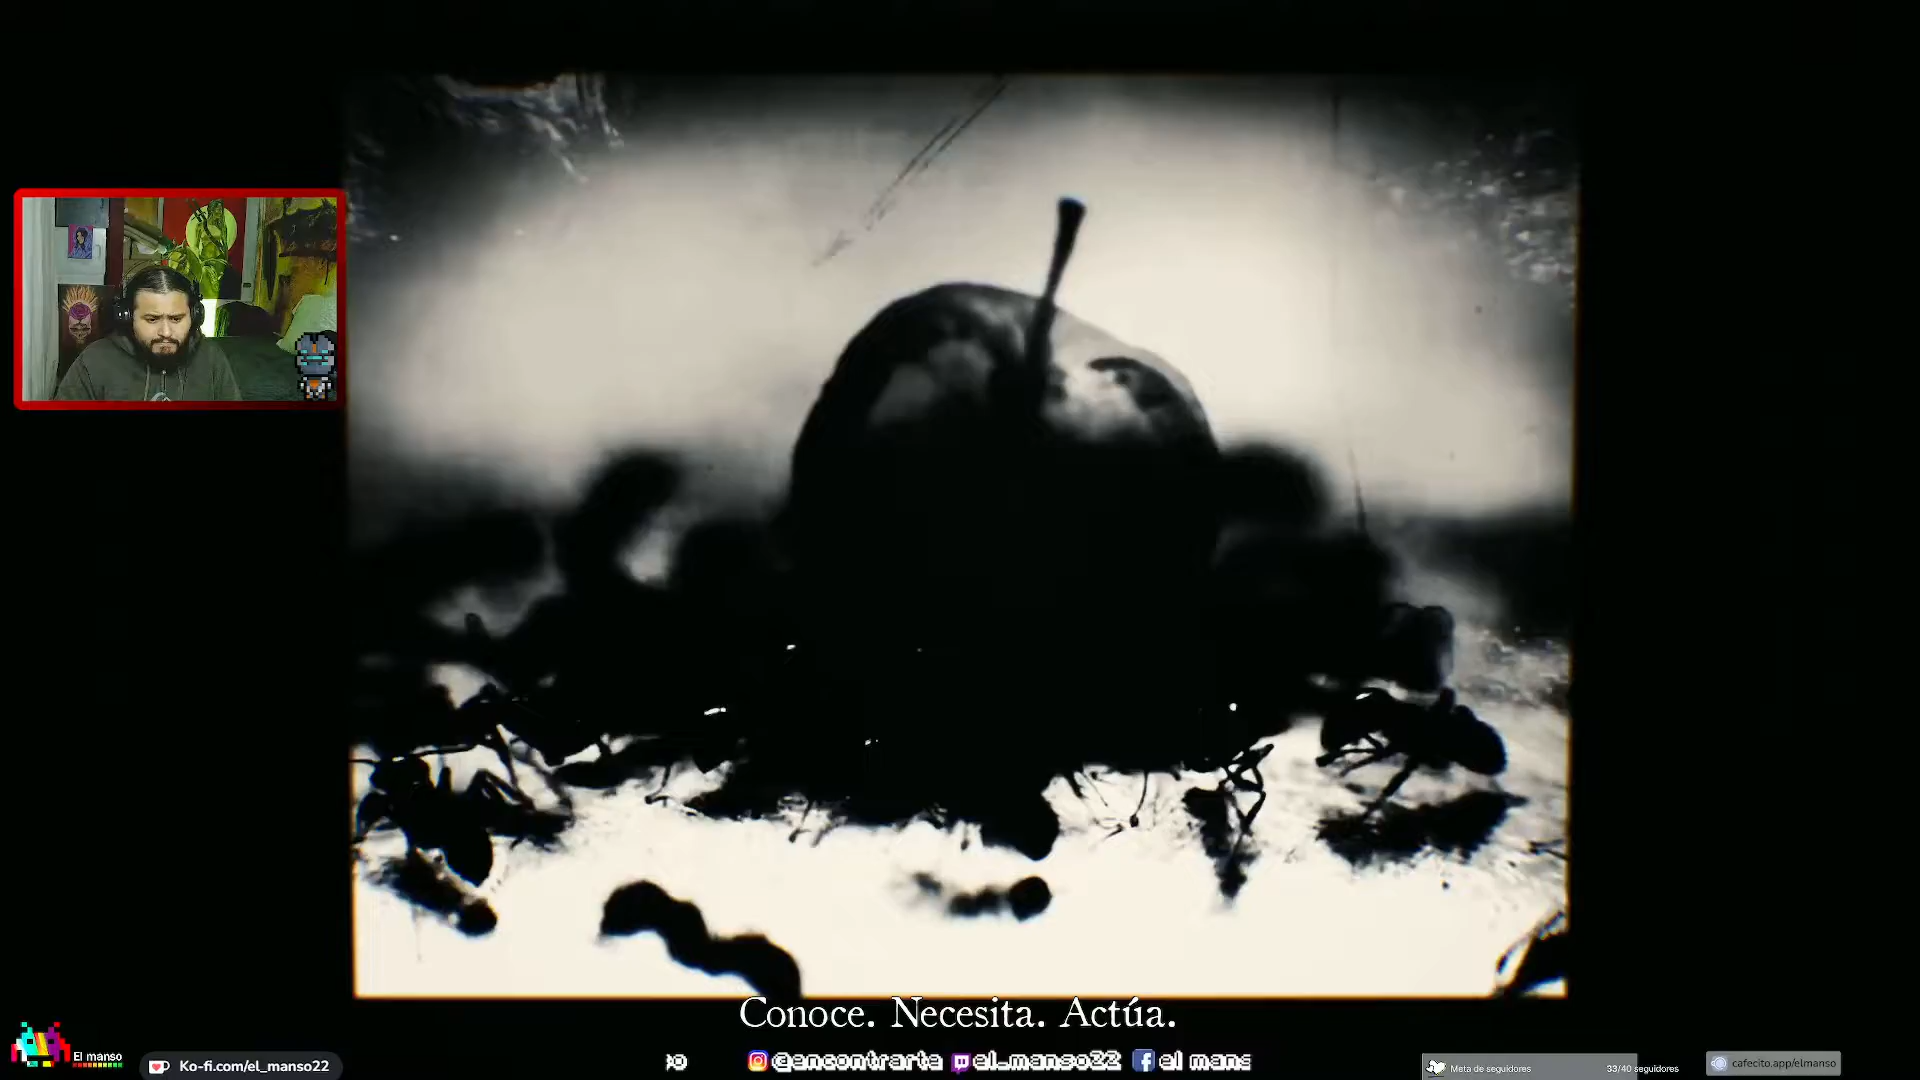 Conoce. Necesita. Actúa.
El manso
Ko-fi.com/el_manso22
@encontrarte
el_manso22
el mans
Meta de seguidores
33/40 seguidores
cafecito.app/elmanso